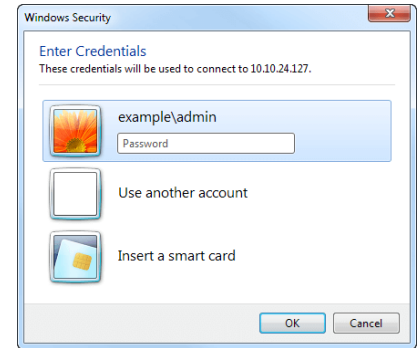 Windows Security
Enter Credentials
These credentials will be used to connect to 10.10.24.127.
example\admin
Password
Use another account
Insert a smart card
OK
Cancel